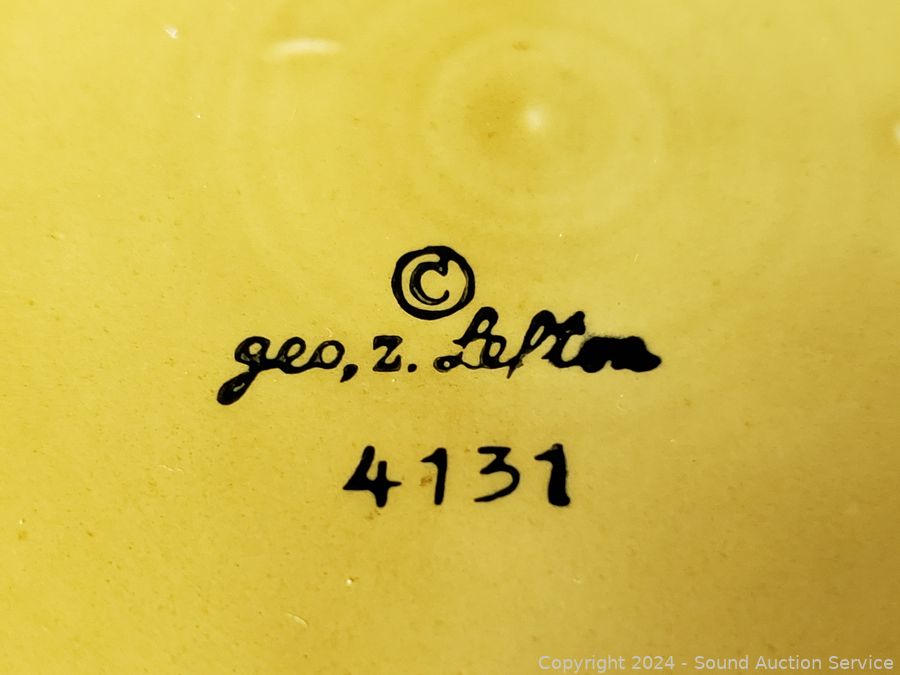 ©
geo, z. Lefton
4131
Copyright 2024 - Sound Auction Service